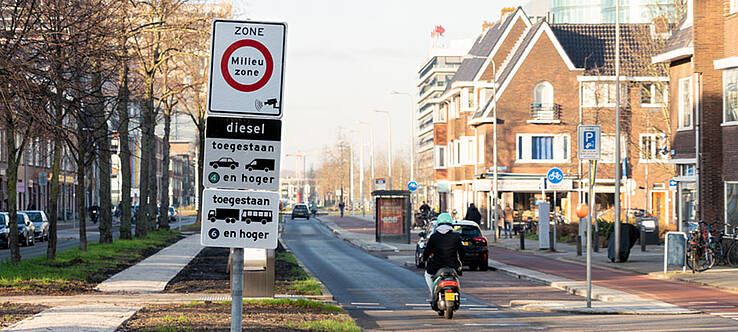 ZONE
Milieu
zone
diesel
toegestaan
4 en hoger
toegestaan
6 en hoger
P